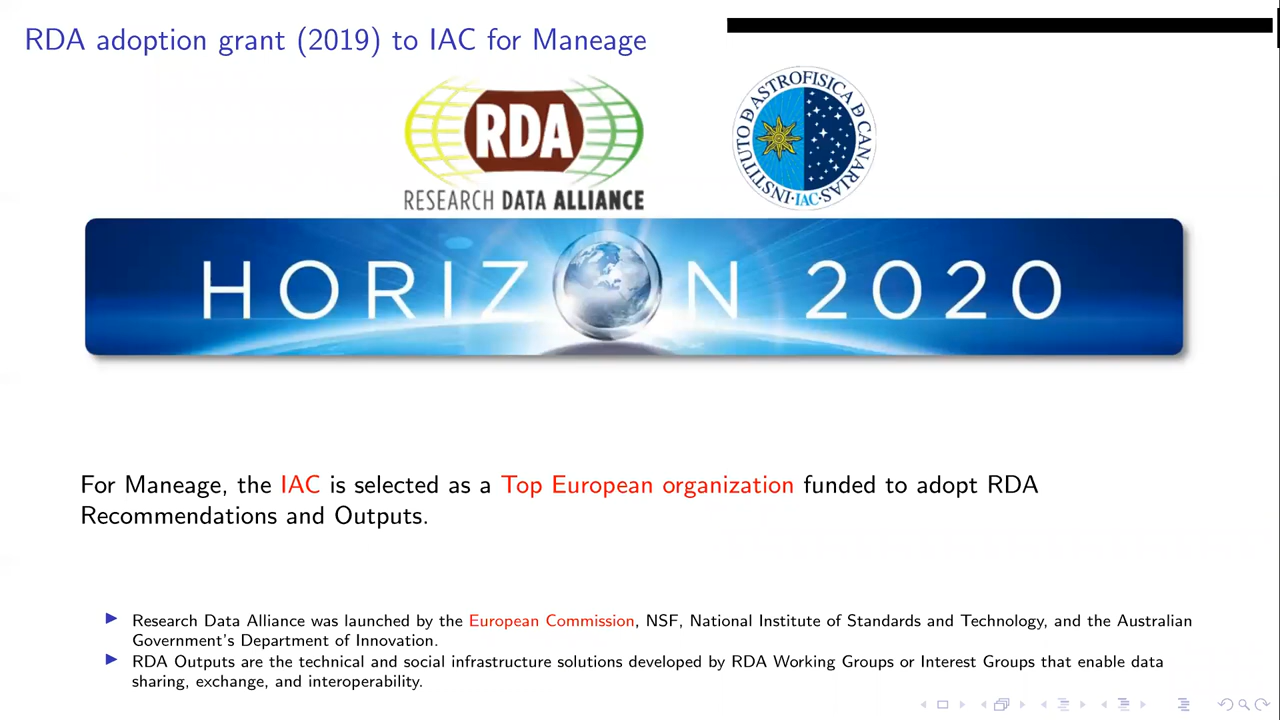 RDA adoption grant (2019) to IAC for Maneage
RDA
RESEARCH DATA ALLIANCE
INSTITUTO DE ASTROFISICA DE CANARIAS
·IAC·
HORIZON 2020
For Maneage, the IAC is selected as a Top European organization funded to adopt RDA
Recommendations and Outputs.
Research Data Alliance was launched by the European Commission, NSF, National Institute of Standards and Technology, and the Australian
Government's Department of Innovation.
RDA Outputs are the technical and social infrastructure solutions developed by RDA Working Groups or Interest Groups that enable data
sharing, exchange, and interoperability.